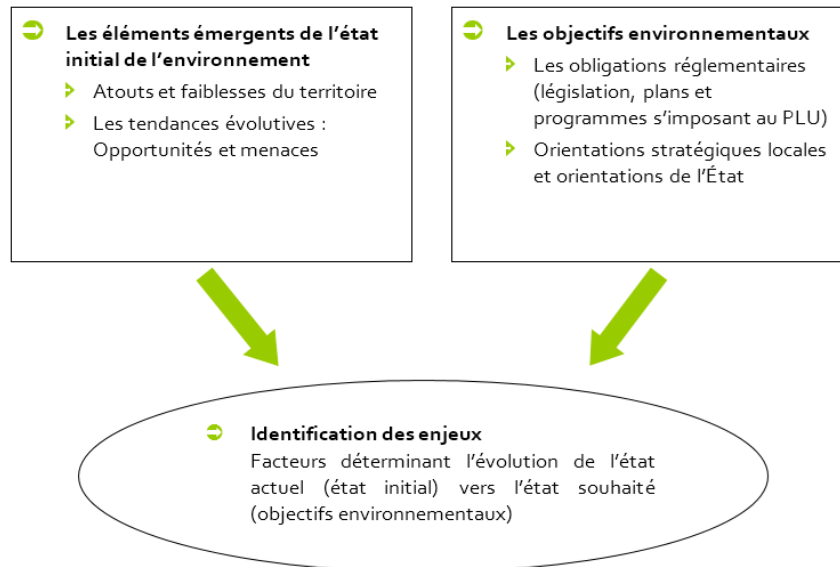 Les éléments émergents de l’état
initial de l’environnement
Atouts et faiblesses du territoire
Les tendances évolutives :
Opportunités et menaces
Les objectifs environnementaux
Les obligations réglementaires
(législation, plans et
programmes s’imposant au PLU)
Orientations stratégiques locales
et orientations de l’État
Identification des enjeux
Facteurs déterminant l’évolution de l’état
actuel (état initial) vers l’état souhaité
(objectifs environnementaux)